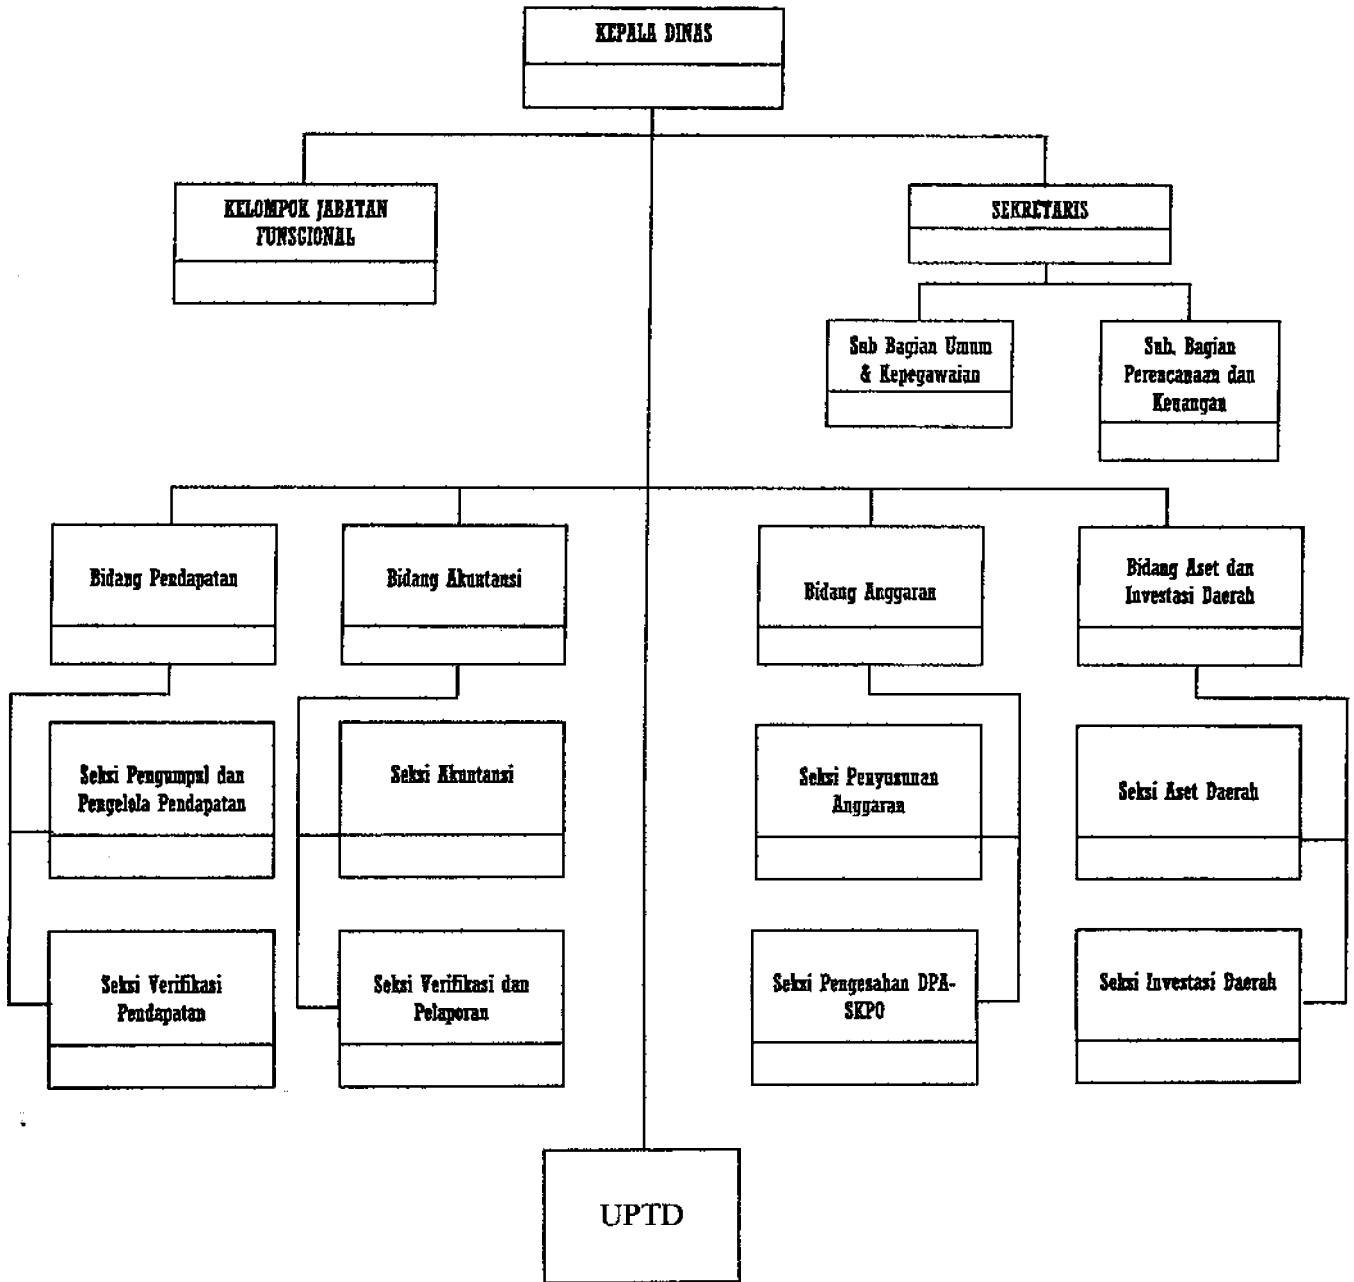 KEPALA DINAS
KELOMPOK JABATAN
FUNSGIONAL
SEKRETARIS
Sub Bagian Umum
& Kepegawaian
Sub. Bagian
Perencanaan dan
Keuangan
Bidang Pendapatan
Bidang Akuntansi
Bidang Anggaran
Bidang Aset dan
Investasi Daerah
Seksi Pengumpul dan
Pengelola Pendapatan
Seksi Akuntansi
Seksi Penyusunan
Anggaran
Seksi Aset Daerah
Seksi Verifikasi
Pendapatan
Seksi Verifikasi dan
Pelaporan
Seksi Pengesahan DPA-
SKPD
Seksi Investasi Daerah
UPTD